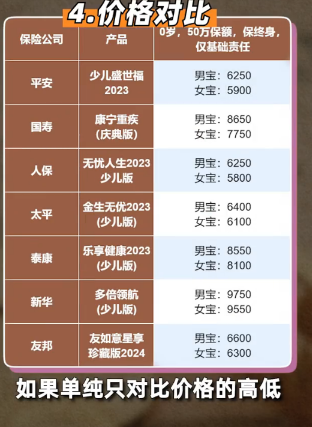 4.价格对比
保险公司 产品 0岁，50万保额，保终身，
仅基础责任
平安 少儿盛世福 男宝：6250
2023 女宝：5900
国寿 康宁重疾 男宝：8650
(庆典版) 女宝：7750
人保 无忧人生2023 男宝：6250
少儿版 女宝：5800
太平 金生无优2023 男宝：6400
(少儿版) 女宝：6100
泰康 乐享健康2023 男宝：8550
(少儿版) 女宝：8100
新华 多倍领航 男宝：9750
(少儿版) 女宝：9550
友邦 友如意星享 男宝：6600
珍藏版2024 女宝：6300
如果单纯只对比价格的高低